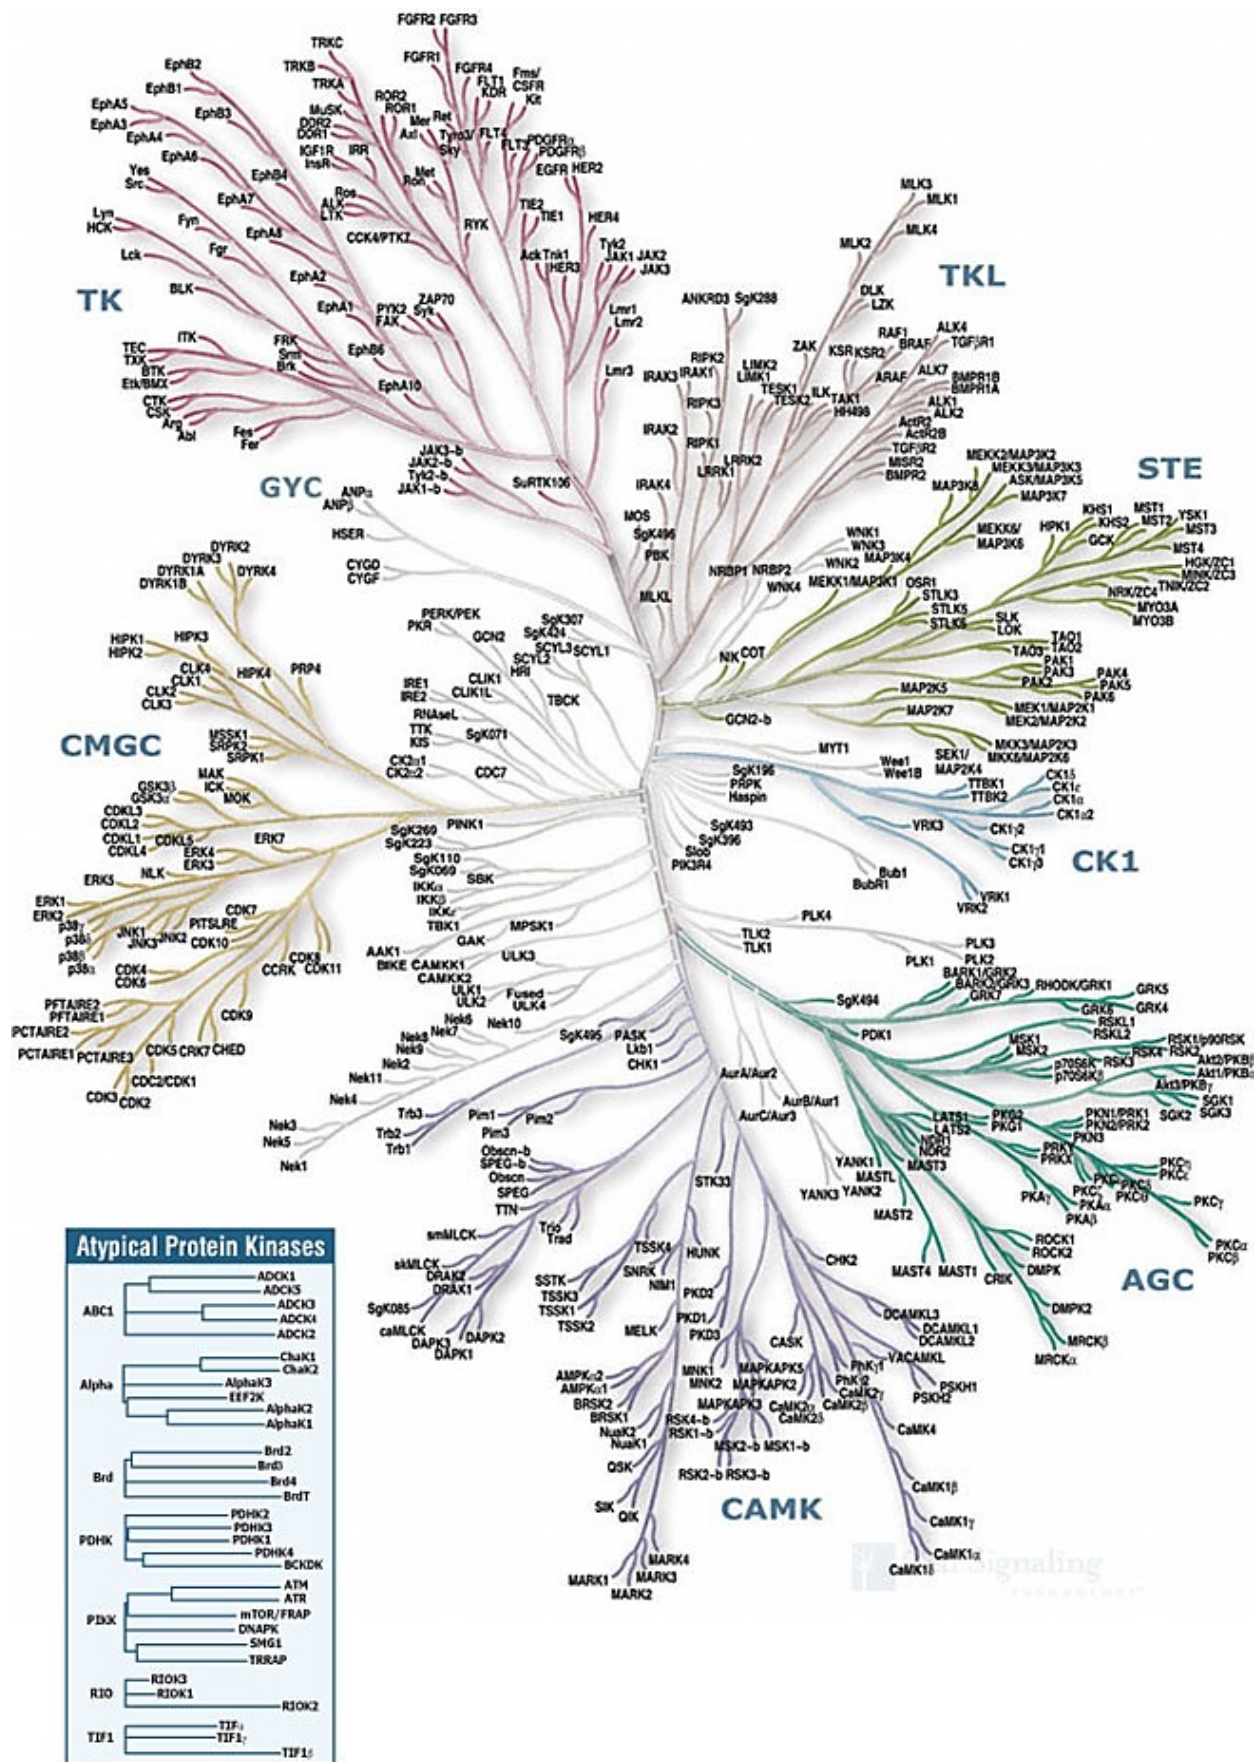 FGFR2 FGFR3
TRKC
FGFR1
EphB2
TRKB
FGFR4
Fms/
CSFR
EphB1
TRKA
FLT1
KDR
Kit
EphA5
EphB3
MuSK
ROR2
ROR1
Mer
Ret
EphA3
DDR2
DDR1
Axl
Tyro3/
Sky
FLT4
EphA4
IGF1R
IRR
InsR
FLT3
PDGFRα
PDGFRβ
EphA6
Met
Ron
EGFR
HER2
Yes
Src
EphB4
Ros
ALK
LTK
TIE2
TIE1
EphA7
RYK
HER4
Lyn
HCK
Fyn
EphA8
CCK4/PTK7
Fgr
Lck
Ack
Tnk1
HER3
Tyk2
JAK1
JAK2
JAK3
EphA2
BLK
TK
EphA1
PYK2
FAK
ZAP70
Syk
Lmr1
Lmr2
ITK
FRK
Srm
Brk
EphB6
Lmr3
TEC
TXK
BTK
Etk/BMX
EphA10
CTK
CSK
Arg
Abl
Fes
Fer
JAK3~b
JAK2~b
Tyk2~b
JAK1~b
SuRTK106
MLK3
MLK1
MLK2
MLK4
TKL
DLK
LZK
ANKRD3
SgK288
ZAK
KSR1
KSR2
RAF1
BRAF
ARAF
ALK4
TGFβR1
IRAK3
IRAK1
RIPK2
LIMK2
LIMK1
TESK1
TESK2
ILK
TAK1
HH498
ALK7
BMPR1B
BMPR1A
ALK1
ALK2
RIPK3
IRAK2
RIPK1
LRRK2
LRRK1
ActR2
ActR2B
TGFβR2
MISR2
BMPR2
IRAK4
GYC
ANPα
ANPβ
HSER
CYGD
CYGF
MOS
SgK496
PBK
MLKL
NRBP1
NRBP2
WNK1
WNK3
WNK2
WNK4
MEKK2/MAP3K2
MEKK3/MAP3K3
ASK/MAP3K5
MAP3K8
MAP3K7
STE
MEKK6/
MAP3K6
MAP3K4
MEKK1/MAP3K1
KHS1
KHS2
HPK1
GCK
MST1
MST2
YSK1
MST3
MST4
HGK/ZC1
MINK/ZC3
TNIK/ZC2
NRK/ZC4
MYO3A
MYO3B
OSR1
STLK3
STLK5
STLK6
SLK
LOK
TAO1
TAO2
TAO3
PAK1
PAK3
PAK2
PAK4
PAK5
PAK6
NIK
COT
MAP2K5
MAP2K7
MEK1/MAP2K1
MEK2/MAP2K2
GCN2~b
SEK1/
MAP2K4
MKK3/MAP2K3
MKK6/MAP2K6
DYRK2
DYRK3
DYRK1A
DYRK4
DYRK1B
HIPK1
HIPK3
HIPK2
CLK4
CLK1
HIPK4
PRP4
CLK2
CLK3
CMGC
MSSK1
SRPK2
SRPK1
MAK
ICK
GSK3β
GSK3α
MOK
CDKL3
CDKL2
CDKL1
CDKL5
CDKL4
ERK7
ERK4
ERK3
NLK
ERK5
ERK1
ERK2
p38γ
p38δ
JNK1
JNK3
JNK2
p38β
p38α
CDK7
PITSLRE
CDK10
CDK4
CDK6
CCRK
CDK8
CDK11
PFTAIRE2
PFTAIRE1
CDK9
PCTAIRE2
PCTAIRE1
PCTAIRE3
CDK5
CRK7
CHED
CDC2/CDK1
CDK3
CDK2
PERK/PEK
PKR
GCN2
SgK307
SgK424
SCYL3
SCYL1
SCYL2
HRI
CLIK1
CLIK1L
IRE1
IRE2
TBCK
RNAseL
TTK
KIS
SgK071
CK2α1
CK2α2
CDC7
PINK1
SgK269
SgK223
SgK110
SgK069
SBK
IKKα
IKKβ
IKKε
TBK1
MPSK1
GAK
AAK1
BIKE
CAMKK1
CAMKK2
ULK3
ULK1
ULK2
Fused
ULK4
Nek6
Nek7
Nek10
Nek8
Nek9
Nek2
Nek11
Nek4
Nek3
Nek5
Nek1
MYT1
Wee1
Wee1B
SgK196
PRPK
Haspin
SgK493
SgK396
Slob
PIK3R4
TTBK1
TTBK2
CK1δ
CK1ε
CK1α
CK1α2
CK1γ2
CK1γ1
CK1γ3
VRK3
VRK1
VRK2
CK1
Bub1
BubR1
PLK4
TLK2
TLK1
PLK3
PLK1
PLK2
SgK494
PDK1
BARK1/GRK2
BARK2/GRK3
RHODK/GRK1
GRK7
GRK5
GRK6
GRK4
RSKL1
RSKL2
MSK1
MSK2
RSK1/p90RSK
RSK4
RSK2
RSK3
p70S6K
p70S6Kβ
Akt2/PKBβ
Akt1/PKBα
Akt3/PKBγ
SGK1
SGK2
SGK3
LATS1
LATS2
PKG2
PKG1
PKN1/PRK1
PKN2/PRK2
PKN3
NDR1
NDR2
MAST3
PRKY
PRKX
PKCζ
PKCδ
PKCθ
PKCη
PKCε
PKCγ
PKAγ
PKAα
PKAβ
PKCα
PKCβ
YANK1
YANK2
YANK3
MASTL
MAST2
MAST4
MAST1
CRIK
ROCK1
ROCK2
DMPK
DMPK2
MRCKβ
MRCKα
AGC
SgK495
PASK
Lkb1
CHK1
AurA/Aur2
AurB/Aur1
AurC/Aur3
Trb3
Trb2
Trb1
Pim1
Pim2
Pim3
Obscn~b
SPEG~b
Obscn
SPEG
TTN
STK33
smMLCK
Trio
Trad
skMLCK
DRAK2
DRAK1
TSSK4
SNRK
NIM1
HUNK
SSTK
TSSK3
TSSK1
TSSK2
SgK085
caMLCK
DAPK3
DAPK2
DAPK1
MELK
CHK2
PKD2
PKD1
PKD3
DCAMKL3
DCAMKL1
DCAMKL2
CASK
VACAMKL
PhKγ1
PhKγ2
PSKH1
PSKH2
AMPKα2
AMPKα1
BRSK2
BRSK1
NuaK2
NuaK1
MNK1
MNK2
MAPKAPK5
MAPKAPK2
MAPKAPK3
CaMK2γ
CaMK2α
CaMK2β
CaMK2δ
RSK4~b
RSK1~b
MSK2~b
MSK1~b
RSK2~b
RSK3~b
CaMK4
QSK
SIK
QIK
CaMK1β
CaMK1γ
CaMK1α
CaMK1δ
MARK4
MARK3
MARK1
MARK2
CAMK
Signaling
Atypical Protein Kinases
ABC1
ADCK1
ADCK5
ADCK3
ADCK4
ADCK2
Alpha
ChaK1
ChaK2
AlphaK3
EEF2K
AlphaK2
AlphaK1
Brd
Brd2
Brd3
Brd4
BrdT
PDHK
PDHK2
PDHK3
PDHK1
PDHK4
BCKDK
PIKK
ATM
ATR
mTOR/FRAP
DNAPK
SMG1
TRRAP
RIO
RIOK3
RIOK1
RIOK2
TIF1
TIFα
TIF1γ
TIF1β